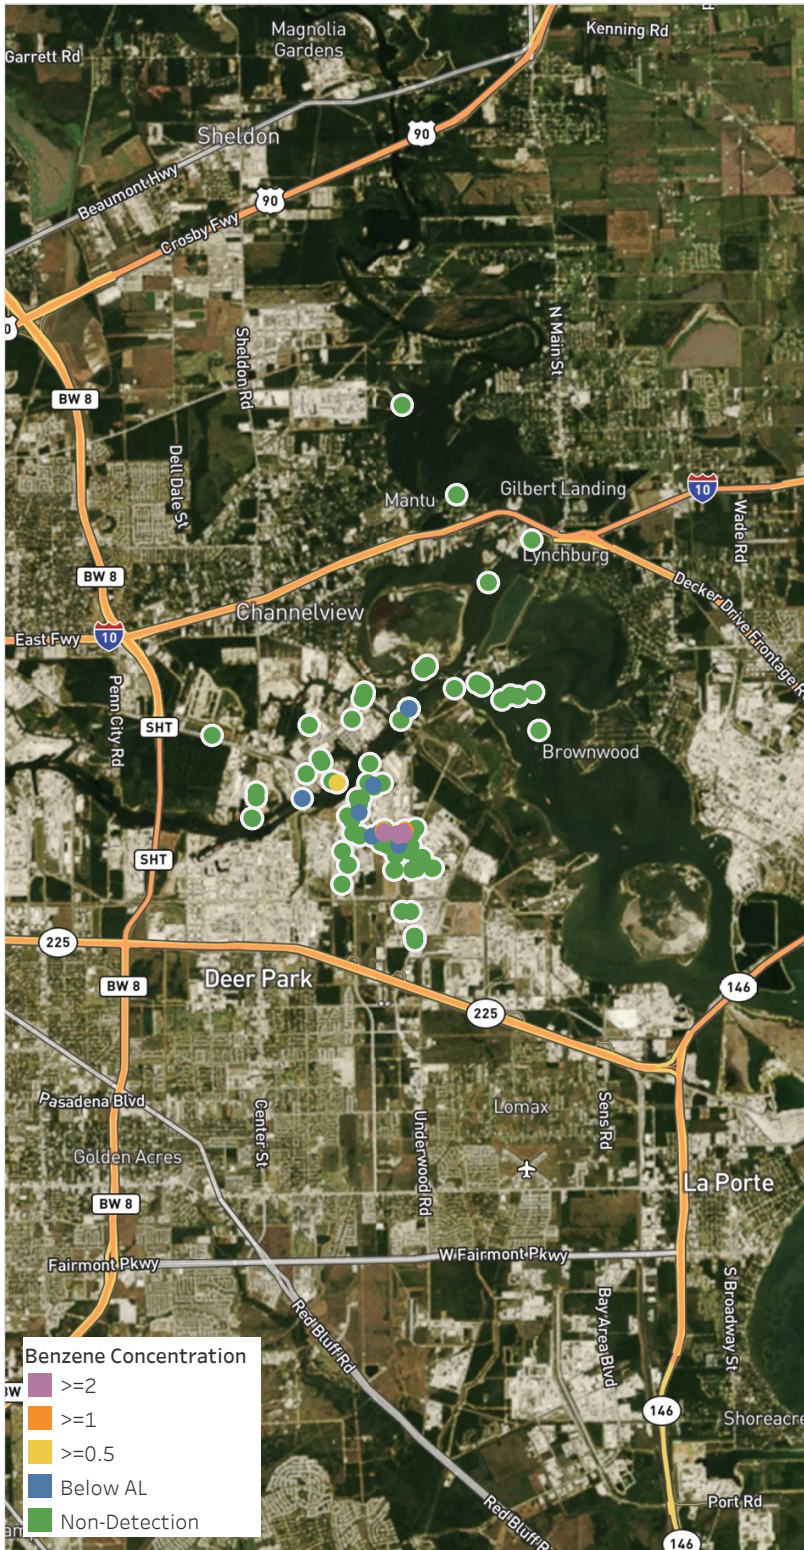 Magnolia
Gardens
Kenning Rd
Garrett Rd
90
Sheldon
Beaumont Hwy
90
Crosby Fwy
N Main St
Sheldon Rd
BW 8
Dell Dale St
Mantu
Gilbert Landing
10
Wade Rd
Lynchburg
BW 8
Decker Drive Frontage R
Channelview
East Fwy
10
Penn City Rd
SHT
Brownwood
SHT
225
Deer Park
BW 8
146
225
Pasadena Blvd
Center St
Underwood Rd
Lomax
Sens Rd
Golden Acres
La Porte
BW 8
Fairmont Pkwy
W Fairmont Pkwy
S Broadway St
Bay Area Blvd
Red Bluff Rd
Benzene Concentration
>=2
>=1
>=0.5
Below AL
Non-Detection
BW
146
Shoreacre
Port Rd
Red Bluff R
146